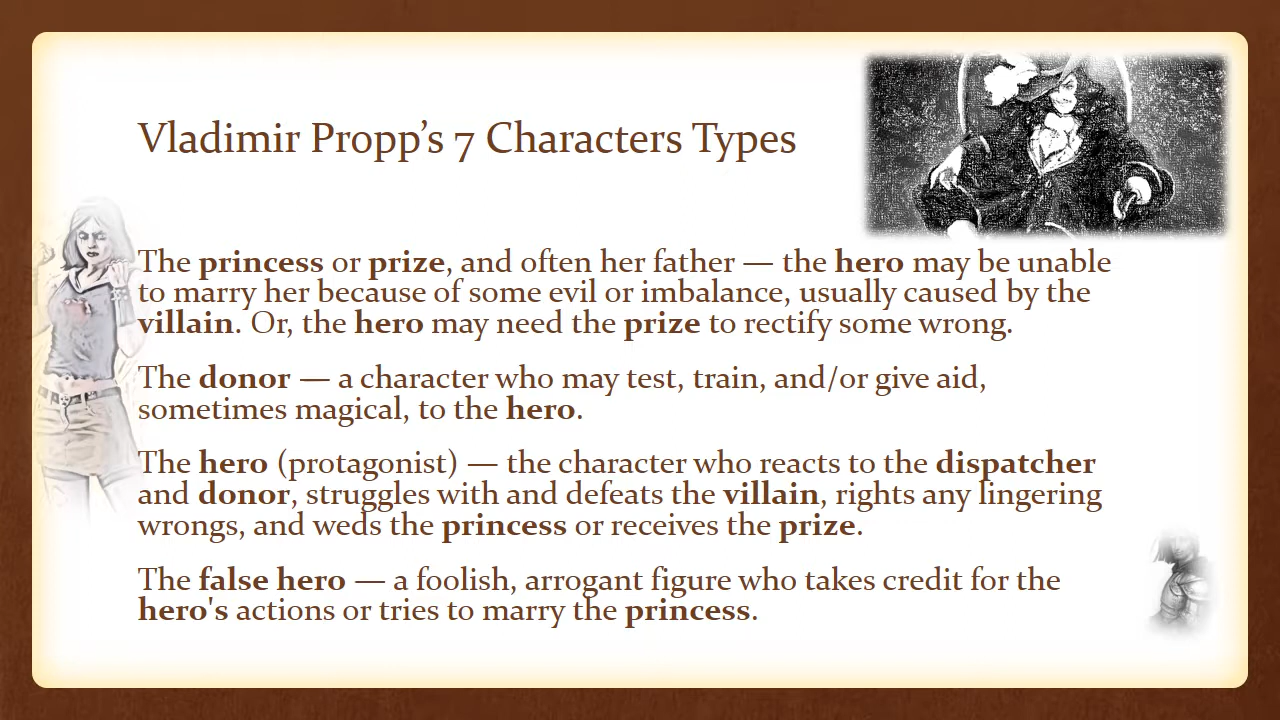 Vladimir Propp’s 7 Characters Types
The princess or prize, and often her father — the hero may be unable
to marry her because of some evil or imbalance, usually caused by the
villain. Or, the hero may need the prize to rectify some wrong.
The donor — a character who may test, train, and/or give aid,
sometimes magical, to the hero.
The hero (protagonist) — the character who reacts to the dispatcher
and donor, struggles with and defeats the villain, rights any lingering
wrongs, and weds the princess or receives the prize.
The false hero — a foolish, arrogant figure who takes credit for the
hero's actions or tries to marry the princess.